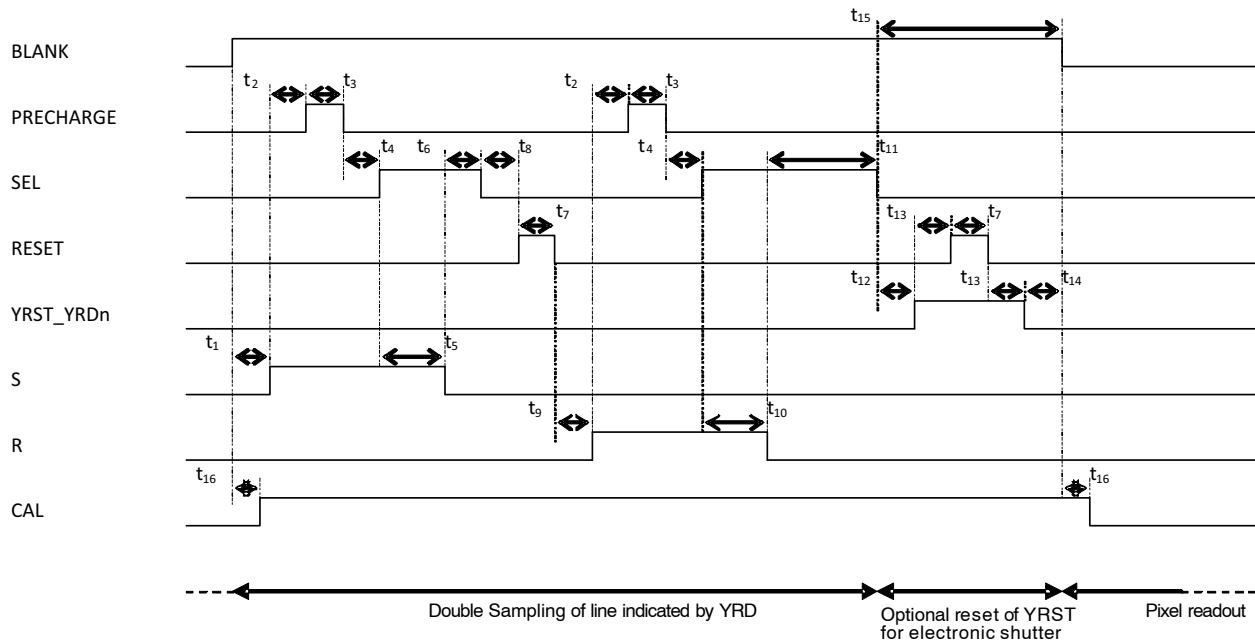 t15
BLANK
t2 t3 t2 t3
PRECHARGE
t4 t6 t8 t4 t11
SEL
t7 t13 t7
RESET
t12 t13 t14
YRST_YRDn
t1 t5
S
t9 t10
R
t16 t16
CAL
Double Sampling of line indicated by YRD
Optional reset of YRST
for electronic shutter
Pixel readout